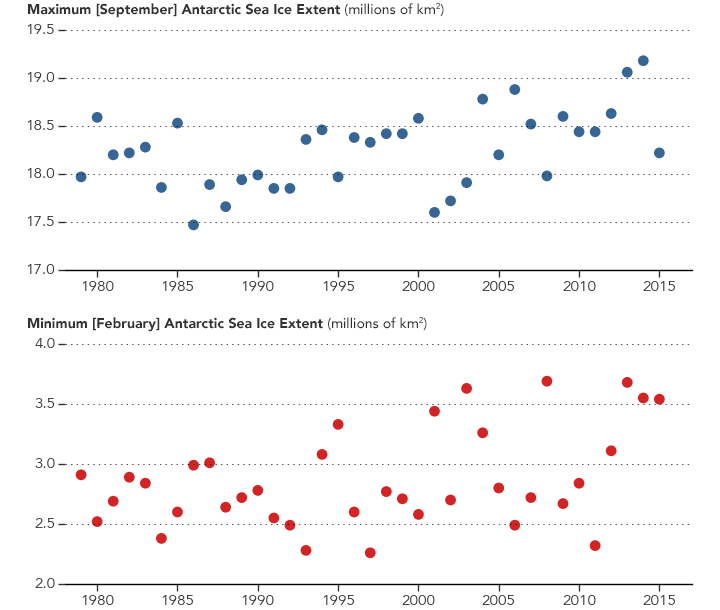 Maximum [September] Antarctic Sea Ice Extent (millions of km²)
19.5
19.0
18.5
18.0
17.5
17.0
1980 1985 1990 1995 2000 2005 2010 2015
Minimum [February] Antarctic Sea Ice Extent (millions of km²)
4.0
3.5
3.0
2.5
2.0
1980 1985 1990 1995 2000 2005 2010 2015